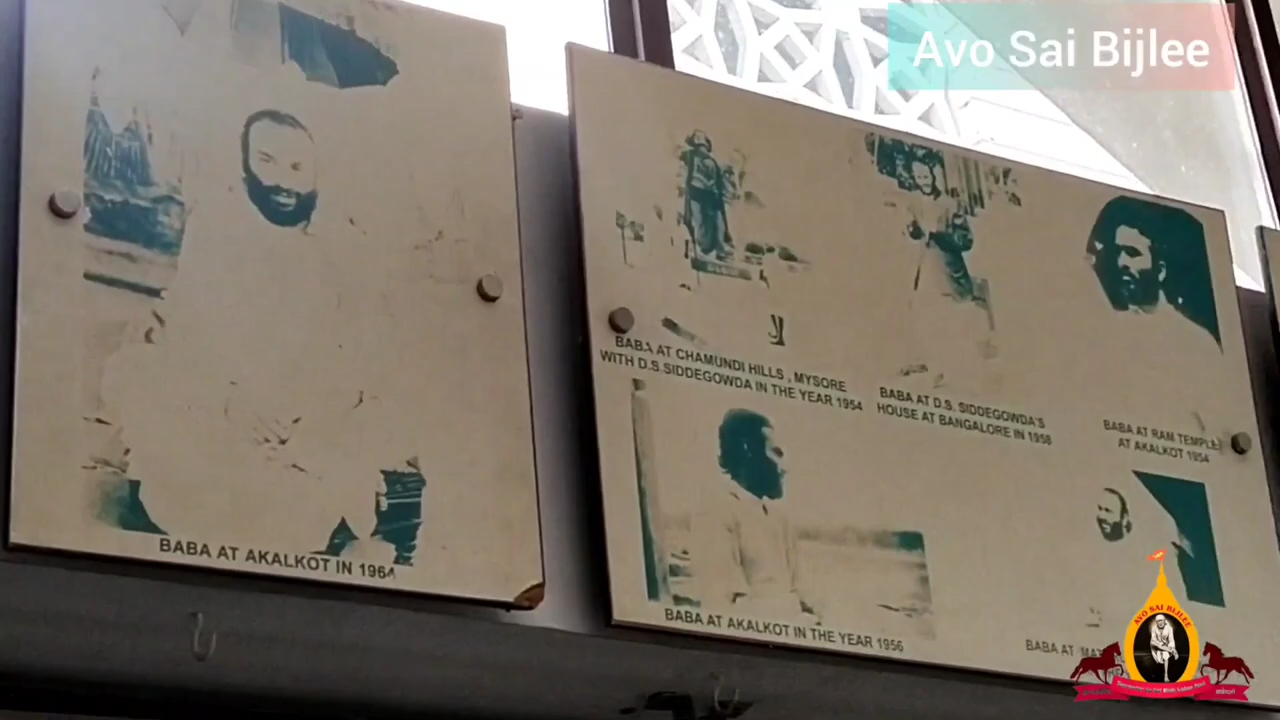 Avo Sai Bijlee
BABA AT AKALKOT IN 1964
BABA AT CHAMUNDI HILLS , MYSORE
WITH D.S.SIDDEGOWDA IN THE YEAR 1954
BABA AT D.S. SIDDEGOWDA'S
HOUSE AT BANGALORE IN 1958
BABA AT RAM TEMPLE
AT AKALKOT 1954
BABA AT AKALKOT IN THE YEAR 1956
BABA AT
AVO SAI BIJLEE